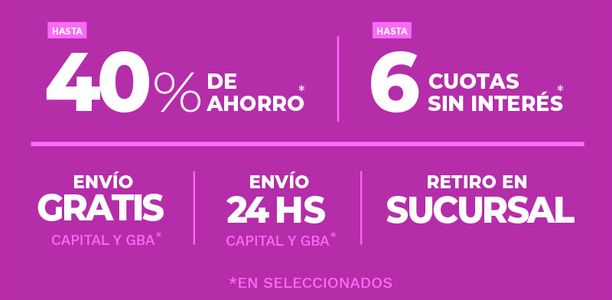 HASTA
40% DE
AHORRO*
HASTA
6 CUOTAS
SIN INTERÉS*
ENVÍO
GRATIS
CAPITAL Y GBA*
ENVÍO
24 HS
CAPITAL Y GBA*
RETIRO EN
SUCURSAL
*EN SELECCIONADOS